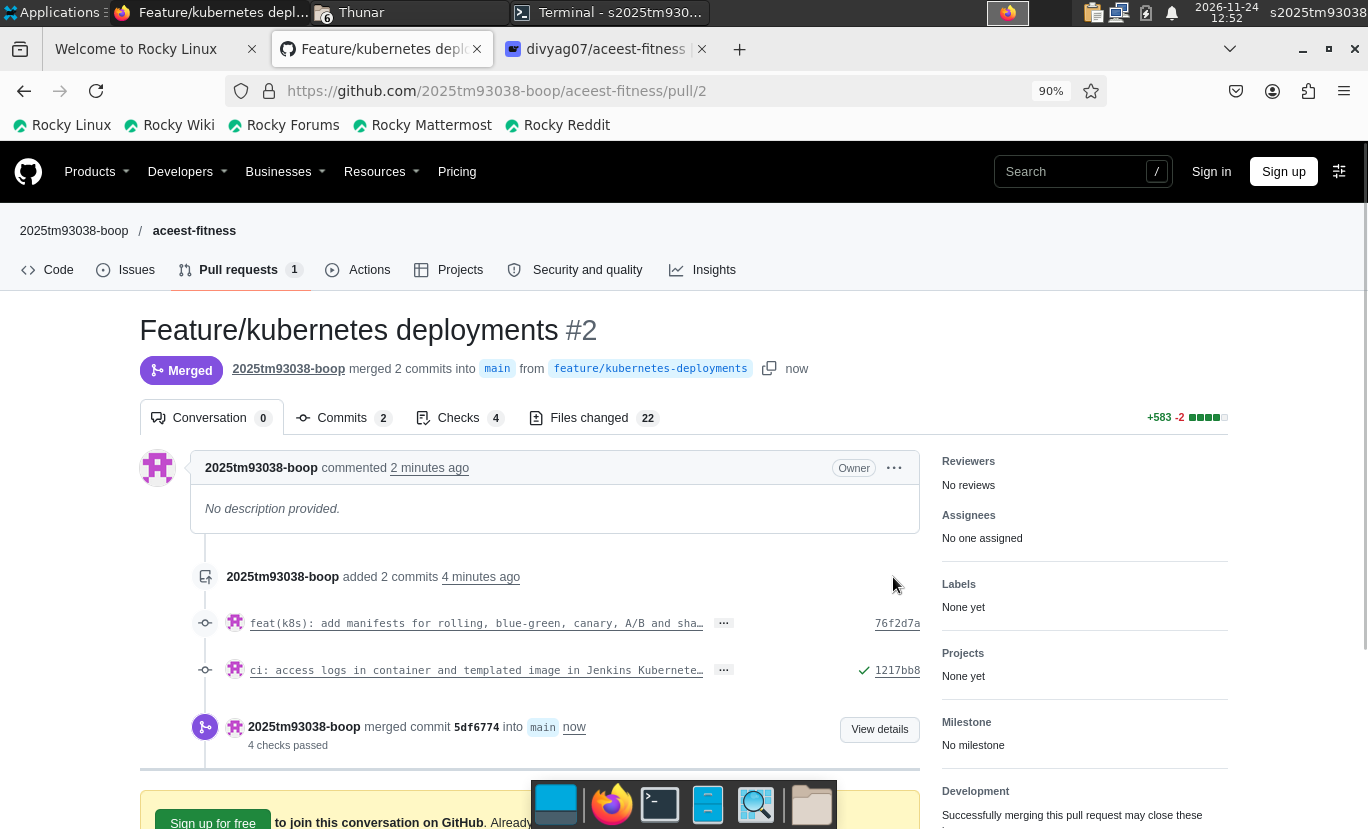 Applications
Feature/kubernetes depl...
6
Thunar
Terminal - s2025tm930...
2026-11-24
12:52
s2025tm93038
Welcome to Rocky Linux
Feature/kubernetes depl
divyag07/aceest-fitness
https://github.com/2025tm93038-boop/aceest-fitness/pull/2
90%
Rocky Linux
Rocky Wiki
Rocky Forums
Rocky Mattermost
Rocky Reddit
Products
Developers
Businesses
Resources
Pricing
Search
/
Sign in
Sign up
2025tm93038-boop / aceest-fitness
Code
Issues
Pull requests 1
Actions
Projects
Security and quality
Insights
Feature/kubernetes deployments #2
Merged
2025tm93038-boop merged 2 commits into main from feature/kubernetes-deployments now
Conversation 0
Commits 2
Checks 4
Files changed 22
+583 -2
2025tm93038-boop commented 2 minutes ago
Owner
...
No description provided.
2025tm93038-boop added 2 commits 4 minutes ago
feat(k8s): add manifests for rolling, blue-green, canary, A/B and sha…
...
76f2d7a
ci: access logs in container and templated image in Jenkins Kubernete…
...
1217bb8
2025tm93038-boop merged commit 5df6774 into main now
4 checks passed
View details
Sign up for free
to join this conversation on GitHub. Already
Reviewers
No reviews
Assignees
No one assigned
Labels
None yet
Projects
None yet
Milestone
No milestone
Development
Successfully merging this pull request may close these